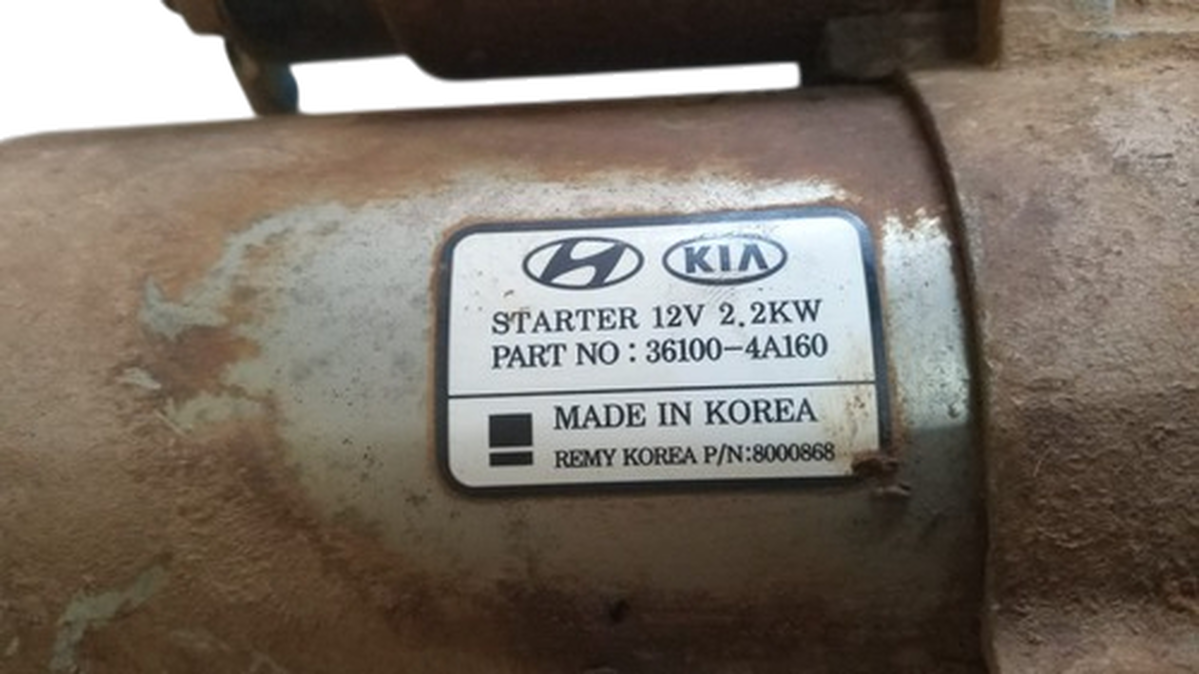 KIA
STARTER 12V 2.2KW
PART NO : 36100-4A160
MADE IN KOREA
REMY KOREA P/N:8000868